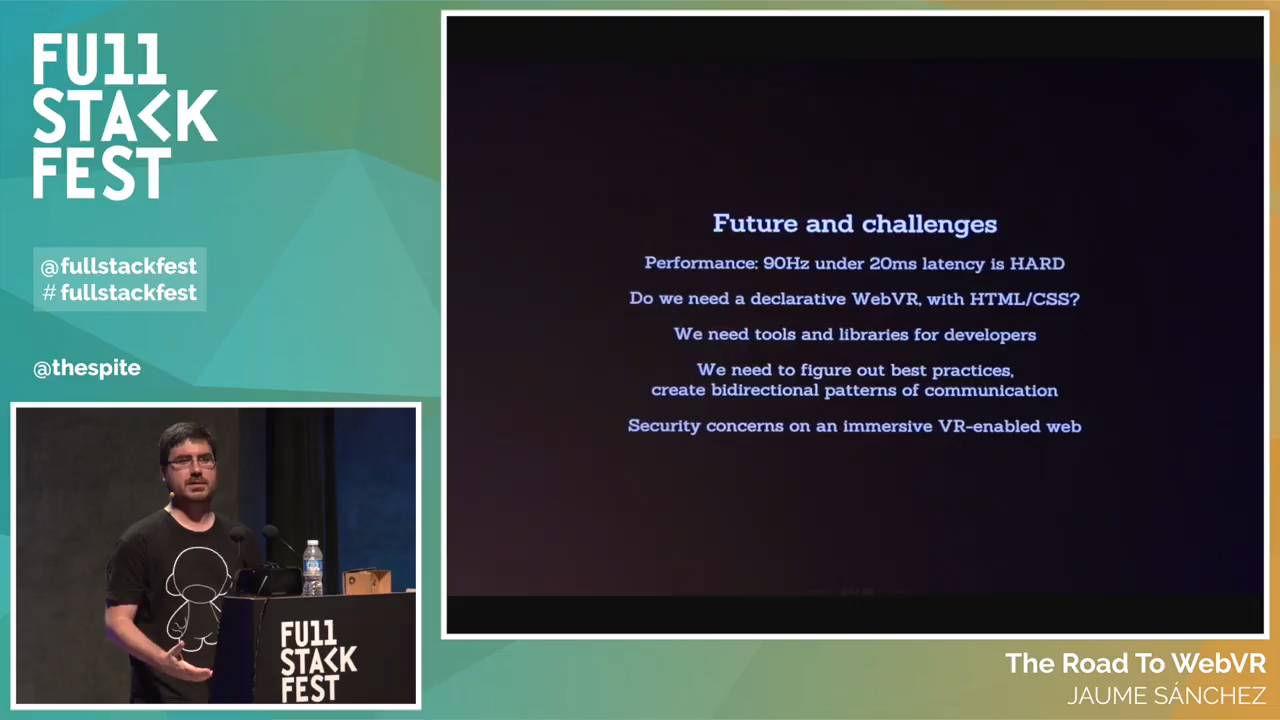 FU11
STACK
FEST
@fullstackfest
# fullstackfest
@thespite
Future and challenges
Performance: 90Hz under 20ms latency is HARD
Do we need a declarative WebVR, with HTML/CSS?
We need tools and libraries for developers
We need to figure out best practices,
create bidirectional patterns of communication
Security concerns on an immersive VR-enabled web
FU11
STACK
FEST
The Road To WebVR
JAUME SÁNCHEZ